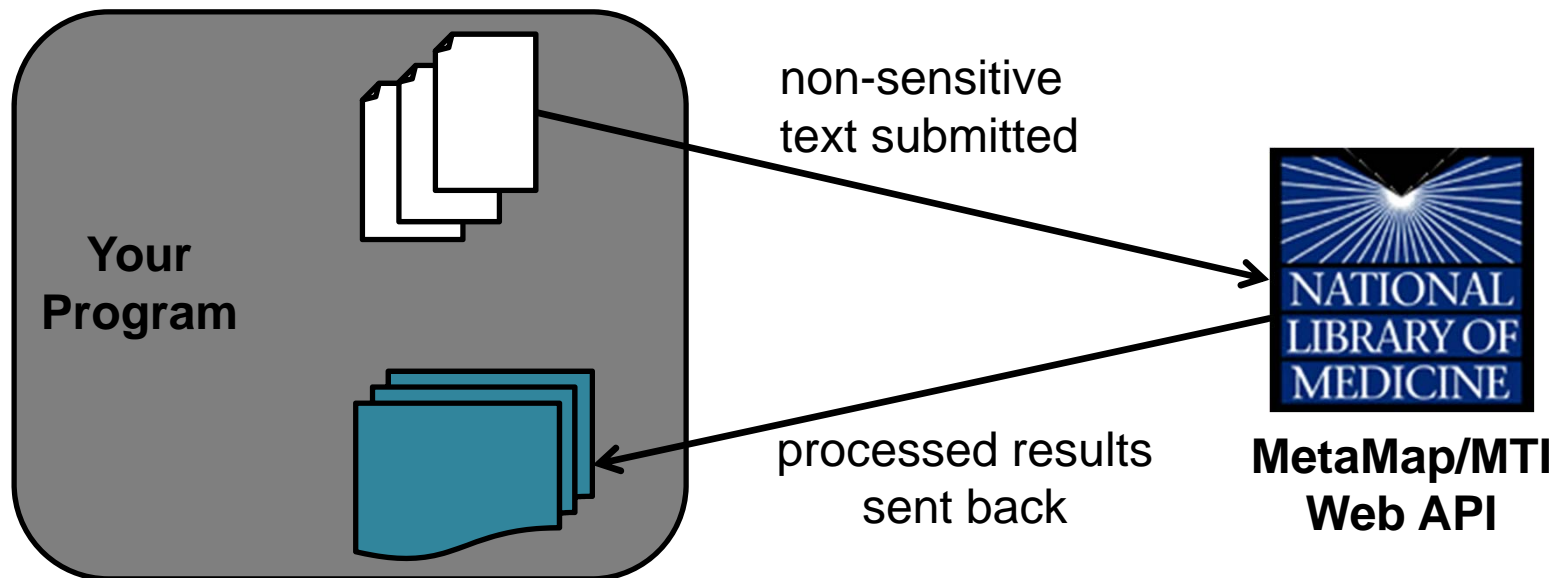 non-sensitive
text submitted
Your
Program
NATIONAL
LIBRARY OF
MEDICINE
processed results
sent back
MetaMap/MTI
Web API